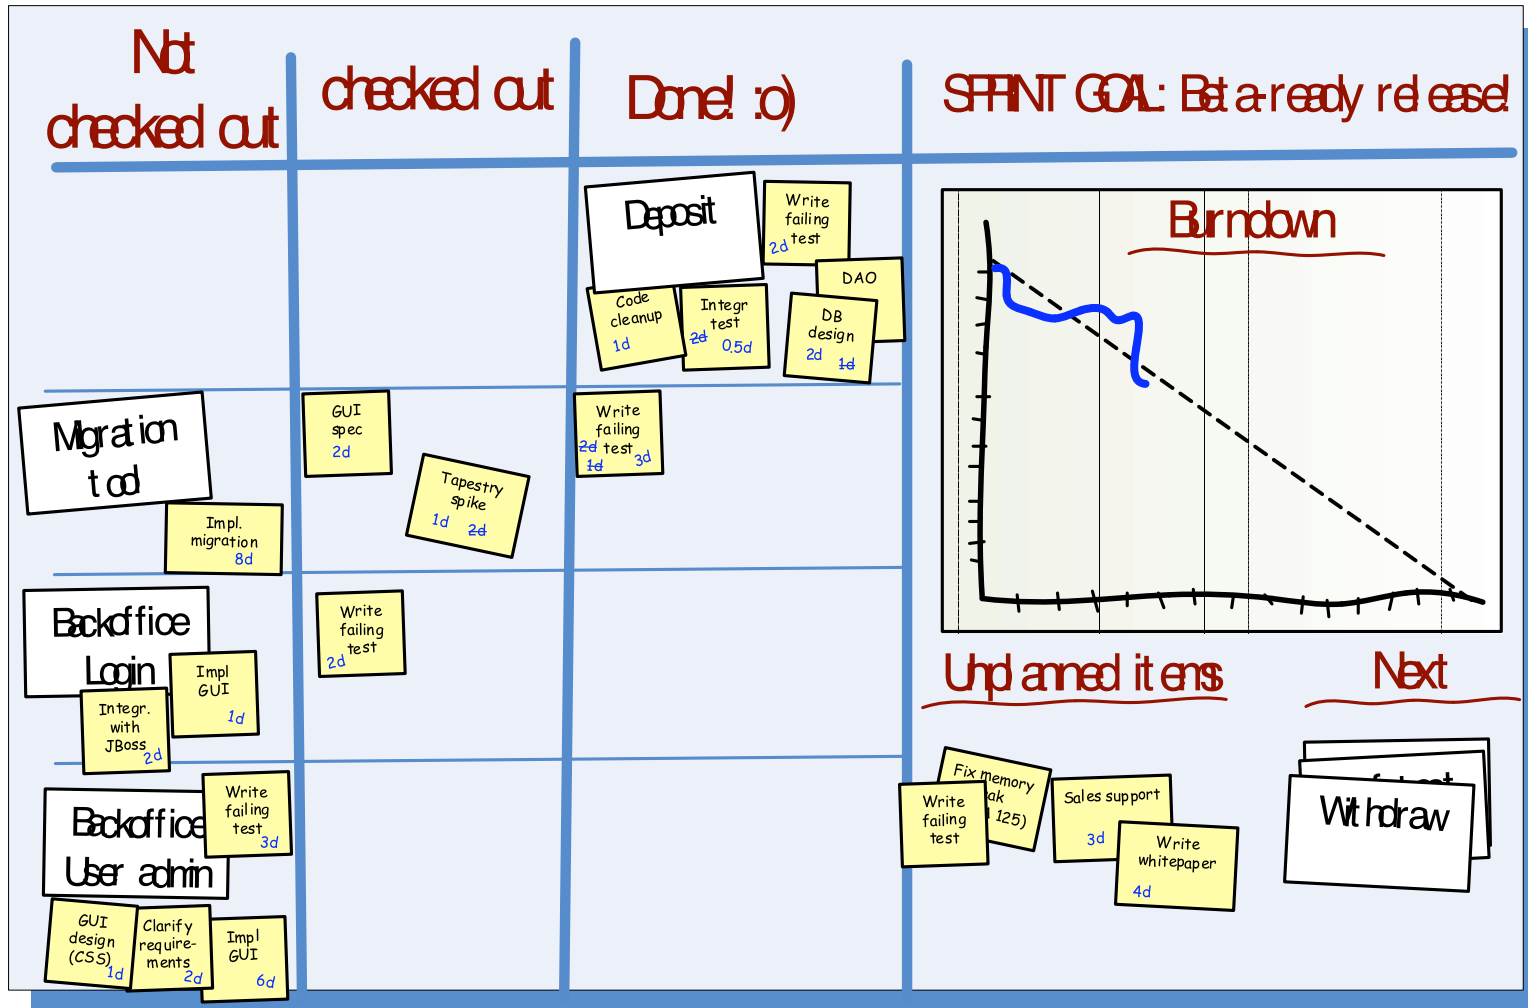 Not
checked out
checked out
Done! :o)
SPRINT GOAL: Beta-ready release!
Deposit
Write
failing
test
2d
DAO
Code
cleanup
1d
Integr
test
2d
0.5d
DB
design
2d
1d
Burndown
Migration
tool
Impl.
migration
8d
GUI
spec
2d
Tapestry
spike
1d
2d
Write
failing
test
2d
1d
3d
Backoffice
Login
Integr.
with
JBoss
2d
Impl
GUI
1d
Write
failing
test
2d
Backoffice
User admin
Write
failing
test
3d
GUI
design
(CSS)
1d
Clarify
require-
ments
2d
Impl
GUI
6d
Unplanned items
Fix memory
125)
Write
failing
test
Sales support
3d
Write
whitepaper
4d
Next
Withdraw